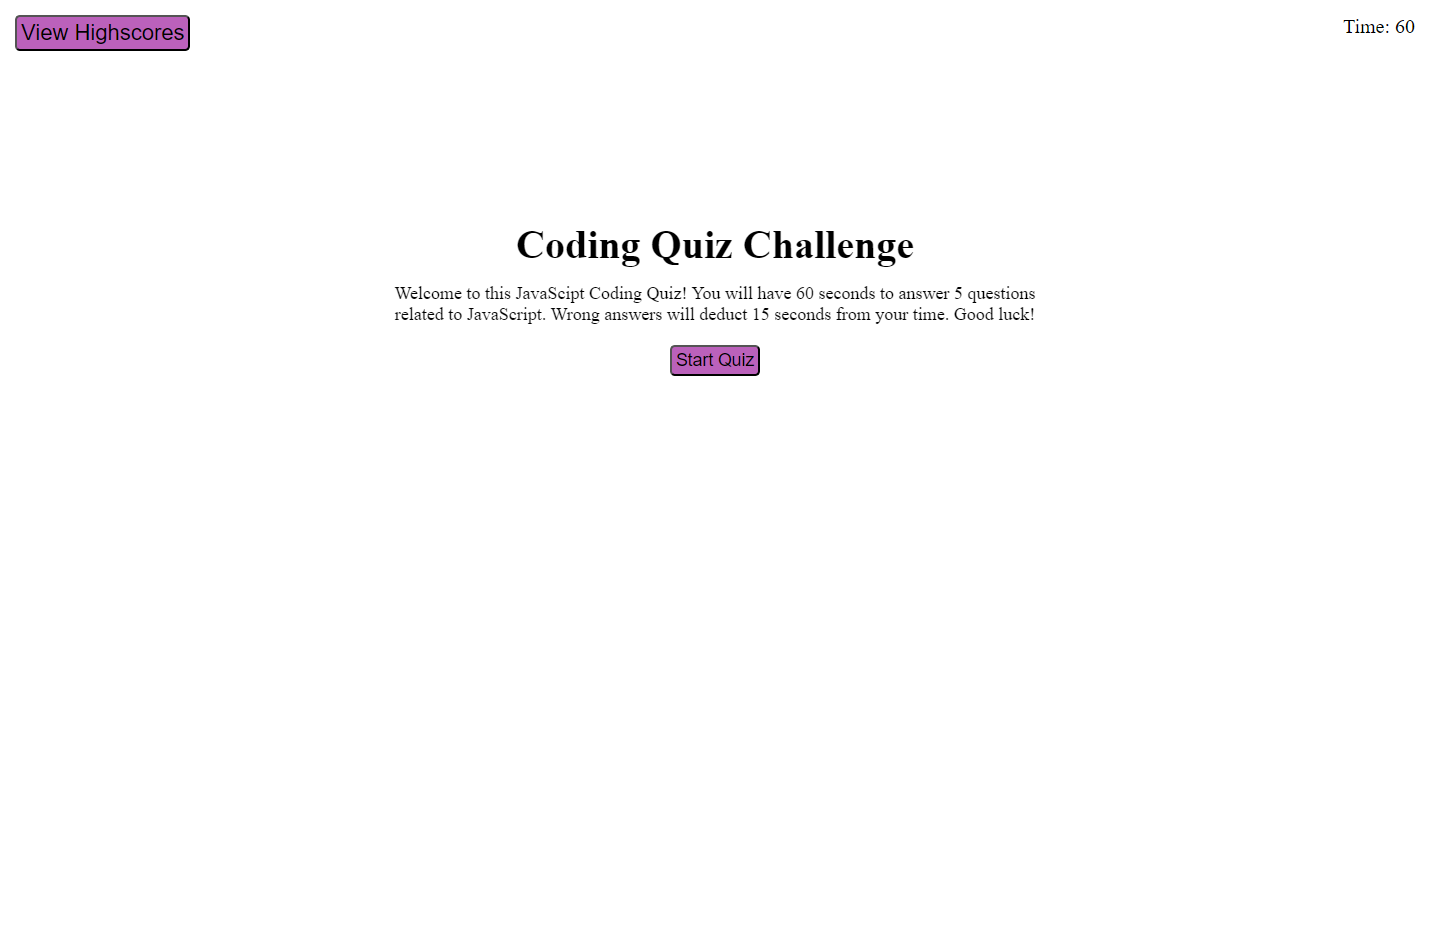 View Highscores
Time: 60
Coding Quiz Challenge
Welcome to this JavaScipt Coding Quiz! You will have 60 seconds to answer 5 questions
related to JavaScript. Wrong answers will deduct 15 seconds from your time. Good luck!
Start Quiz